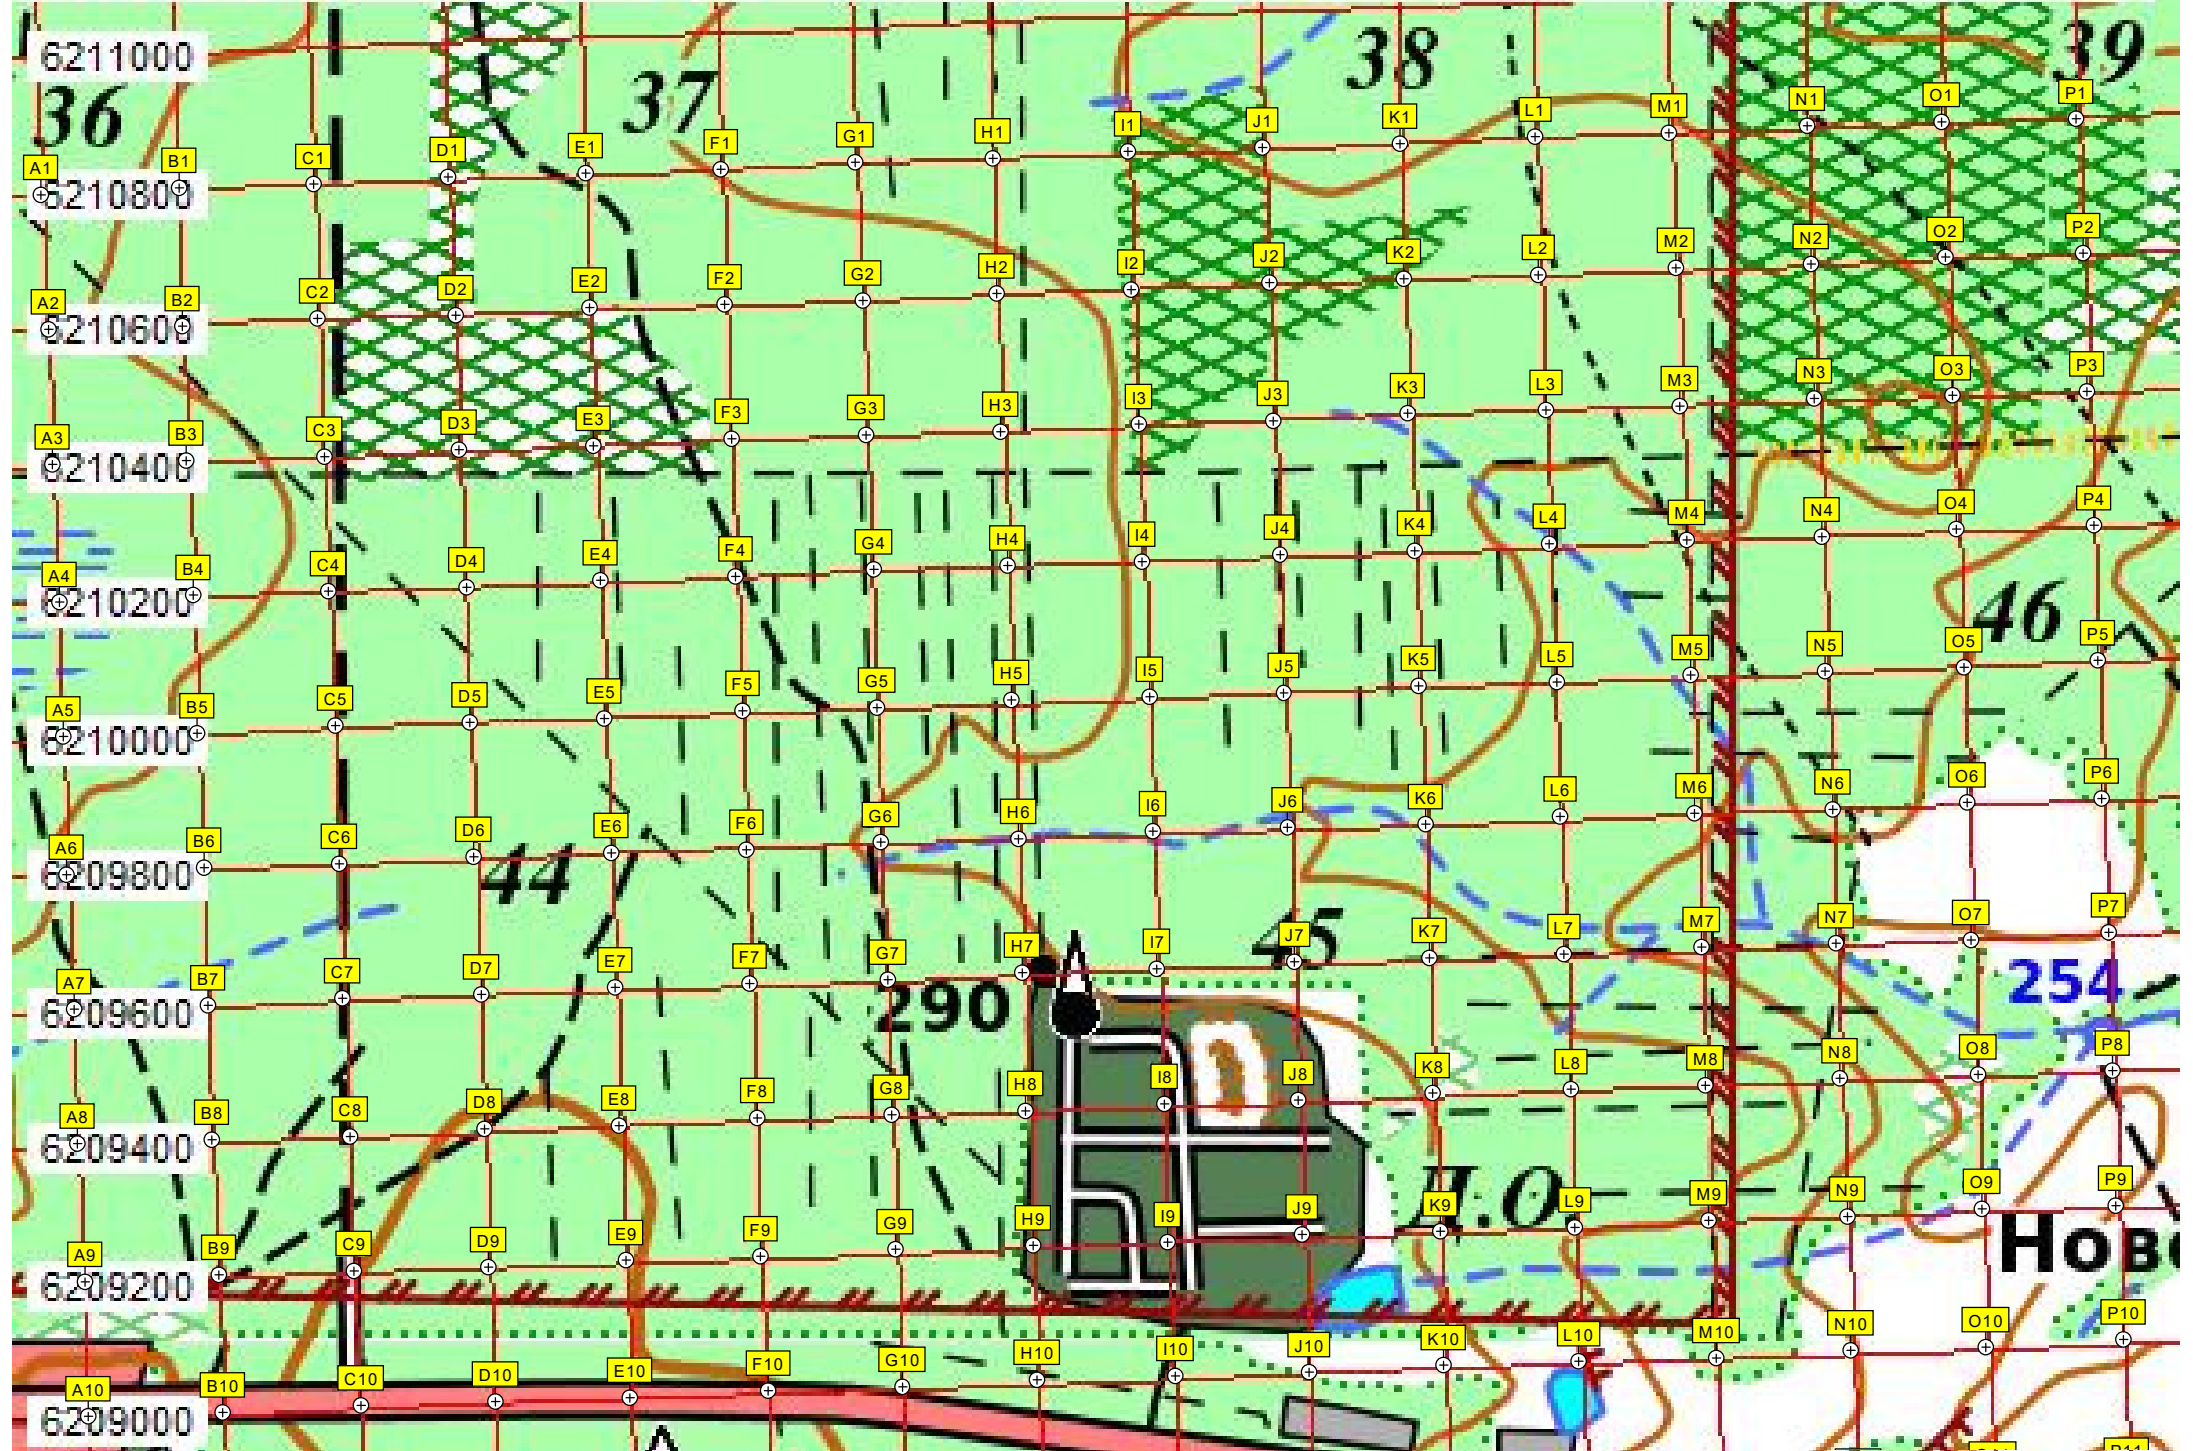 6211000
36
37
38
39
A1 B1 C1 D1 E1 F1 G1 H1 I1 J1 K1 L1 M1 N1 O1 P1
6210800
A2 B2 C2 D2 E2 F2 G2 H2 I2 J2 K2 L2 M2 N2 O2 P2
6210600
A3 B3 C3 D3 E3 F3 G3 H3 I3 J3 K3 L3 M3 N3 O3 P3
6210400
A4 B4 C4 D4 E4 F4 G4 H4 I4 J4 K4 L4 M4 N4 O4 P4
6210200
46
A5 B5 C5 D5 E5 F5 G5 H5 I5 J5 K5 L5 M5 N5 O5 P5
6210000
A6 B6 C6 D6 E6 F6 G6 H6 I6 J6 K6 L6 M6 N6 O6 P6
6209800
44
45
A7 B7 C7 D7 E7 F7 G7 H7 I7 J7 K7 L7 M7 N7 O7 P7
6209600
290
254
A8 B8 C8 D8 E8 F8 G8 H8 I8 J8 K8 L8 M8 N8 O8 P8
6209400
Д.О.
A9 B9 C9 D9 E9 F9 G9 H9 I9 J9 K9 L9 M9 N9 O9 P9
6209200
Ново
A10 B10 C10 D10 E10 F10 G10 H10 I10 J10 K10 L10 M10 N10 O10 P10
6209000